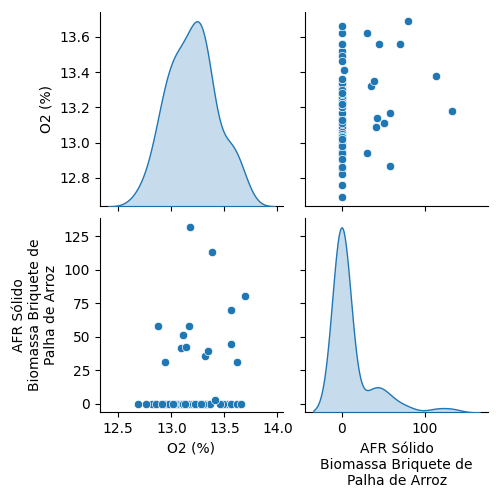 13.6
13.4
13.2
13.0
12.8
O2 (%)
125
100
75
50
25
0
AFR Sólido
Biomassa Briquete de
Palha de Arroz
12.5 13.0 13.5 14.0
O2 (%)
0 100
AFR Sólido
Biomassa Briquete de
Palha de Arroz